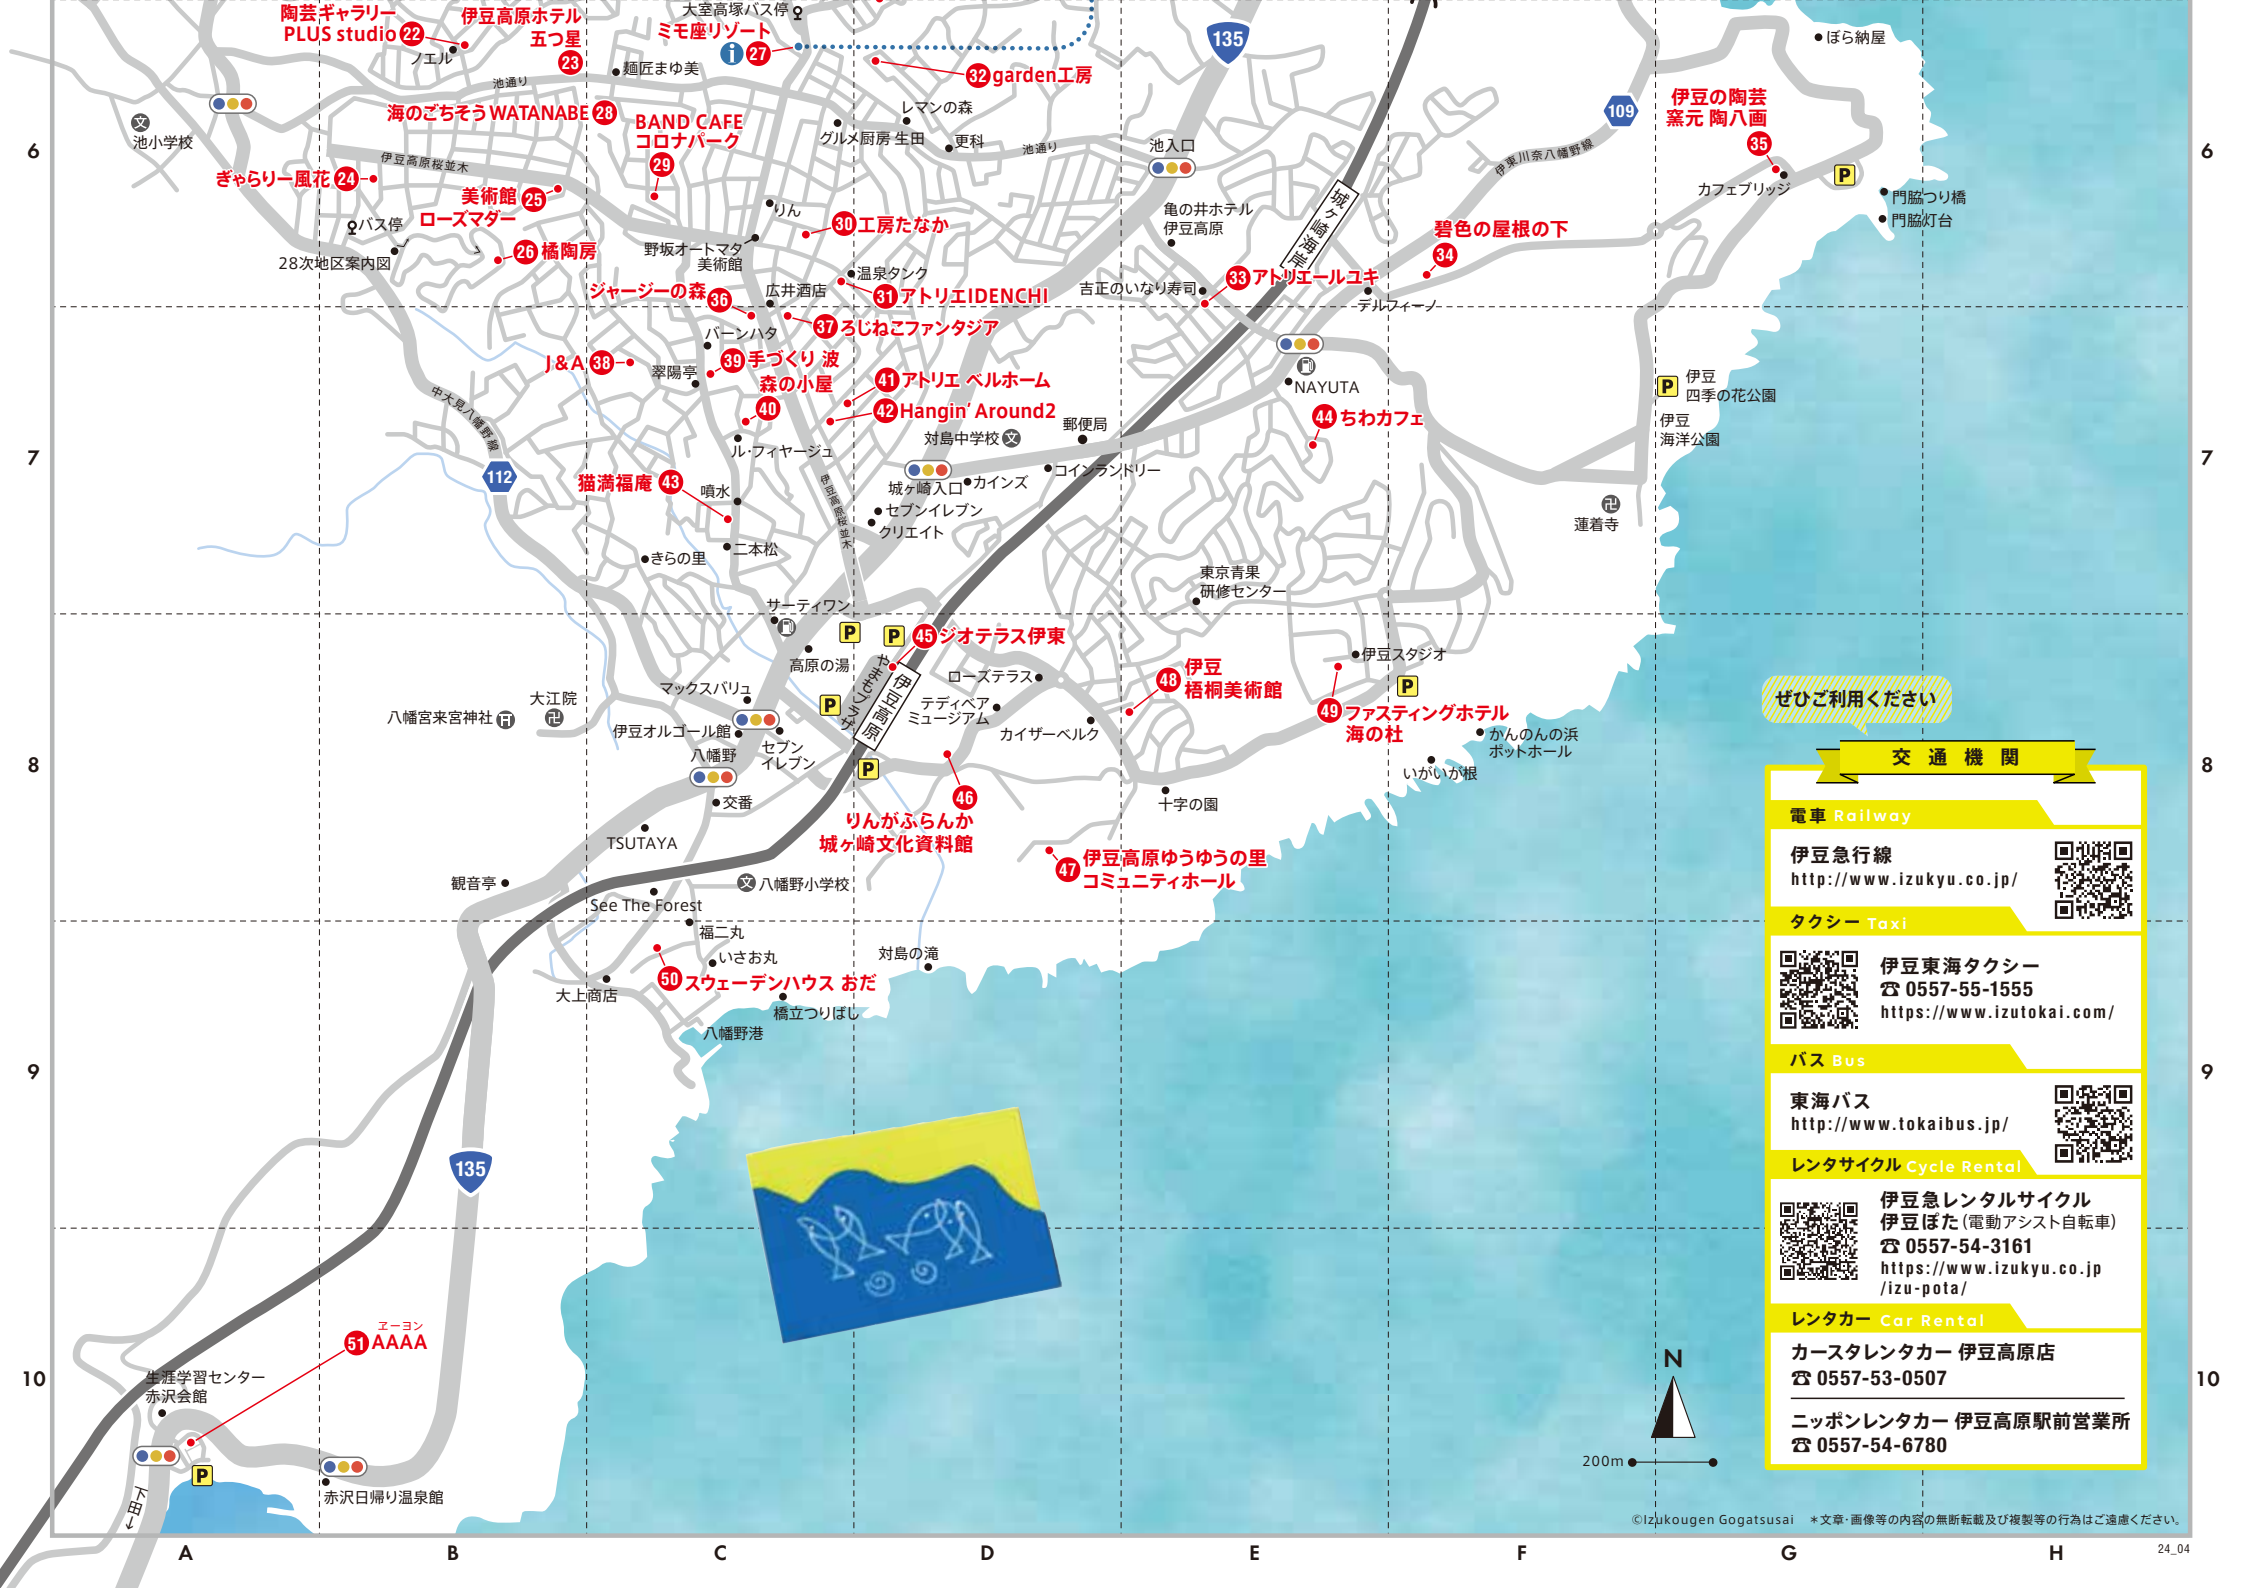 陶芸ギャラリー
PLUS studio 22
伊豆高原ホテル
五つ星
23
ノエル
大室高塚バス停
ミモ座リゾート
i 27
麺匠まゆ美
池通り
135
32 garden工房
ぼら納屋
109
伊豆の陶芸
窯元 陶八画
35
文
池小学校
海のごちそう WATANABE 28
BAND CAFE
コロナパーク
29
レマンの森
グルメ厨房 生田
更科
池通り
池入口
伊東川奈八幡野線
カフェブリッジ
P
門脇つり橋
門脇灯台
6
6
伊豆高原桜並木
ぎゃらりー風花 24
美術館 25
ローズマダー
バス停
28次地区案内図
26 橘陶房
りん
30 工房たなか
野坂オートマタ
美術館
亀の井ホテル
伊豆高原
城ヶ崎海岸
碧色の屋根の下
34
温泉タンク
31 アトリエIDENCHI
吉正のいなり寿司
33 アトリエールユキ
デルフィーノ
ジャージーの森 36
広井酒店
37 ろじねこファンタジア
バーンハタ
J&A 38
39 手づくり 波
翠陽亭
森の小屋
40
41 アトリエ ベルホーム
42 Hangin' Around2
NAYUTA
P
伊豆
四季の花公園
伊豆
海洋公園
中大見八幡野線
対島中学校 文
郵便局
44 ちわカフェ
ル・フィヤージュ
7
7
112
猫満福庵 43
噴水
伊豆高原桜並木
城ヶ崎入口
カインズ
コインランドリー
セブンイレブン
クリエイト
卍
蓮着寺
きらの里
二本松
東京青果
研修センター
サーティワン
P
P
45 ジオテラス伊東
高原の湯
やまもプラザ
伊豆高原
ローズテラス
48 伊豆
梧桐美術館
伊豆スタジオ
P
マックスバリュ
P
テディベア
ミュージアム
カイザーベルク
49 ファスティングホテル
海の杜
大江院
卍
八幡宮来宮神社
伊豆オルゴール館
八幡野
セブン
イレブン
かんのんの浜
ポットホール
いがいが根
8
8
P
交番
46
りんがふらんか
城ヶ崎文化資料館
十字の園
TSUTAYA
47 伊豆高原ゆうゆうの里
コミュニティホール
観音亭
文 八幡野小学校
See The Forest
福二丸
いさお丸
対島の滝
50 スウェーデンハウス おだ
大上商店
橋立つりばし
八幡野港
9
9
135
51 AAAA
ヱーヨン
10
10
生涯学習センター
赤沢会館
P
赤沢日帰り温泉館
下田→
ぜひご利用ください
交通機関
電車 Railway
伊豆急行線
http://www.izukyu.co.jp/
タクシー Taxi
伊豆東海タクシー
☎ 0557-55-1555
https://www.izutokai.com/
バス Bus
東海バス
http://www.tokaibus.jp/
レンタサイクル Cycle Rental
伊豆急レンタルサイクル
伊豆ぽた (電動アシスト自転車)
☎ 0557-54-3161
https://www.izukyu.co.jp
/izu-pota/
レンタカー Car Rental
カースタレンタカー 伊豆高原店
☎ 0557-53-0507
ニッポンレンタカー 伊豆高原駅前営業所
☎ 0557-54-6780
N
200m
©Izukougen Gogatsusai ＊文章・画像等の内容の無断転載及び複製等の行為はご遠慮ください。
A B C D E F G H
24_04